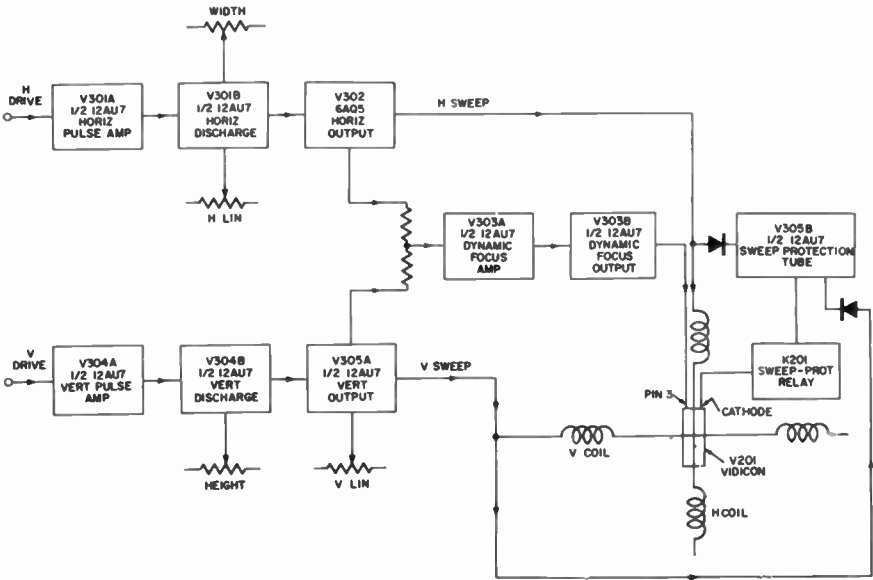 WIDTH
H
DRIVE
V301A
1/2 12AU7
HORIZ
PULSE AMP
V301B
1/2 12AU7
HORIZ
DISCHARGE
V302
6AQ5
HORIZ
OUTPUT
H SWEEP
H LIN
V303A
1/2 12AU7
DYNAMIC
FOCUS
AMP
V303B
1/2 12AU7
DYNAMIC
FOCUS
OUTPUT
V305B
1/2 12AU7
SWEEP PROTECTION
TUBE
V
DRIVE
V304A
1/2 12AU7
VERT PULSE
AMP
V304B
1/2 12AU7
VERT
DISCHARGE
V305A
1/2 12AU7
VERT
OUTPUT
V SWEEP
K201
SWEEP-PROT
RELAY
PIN 3
CATHODE
V COIL
V201
VIDICON
HEIGHT
V LIN
H COIL